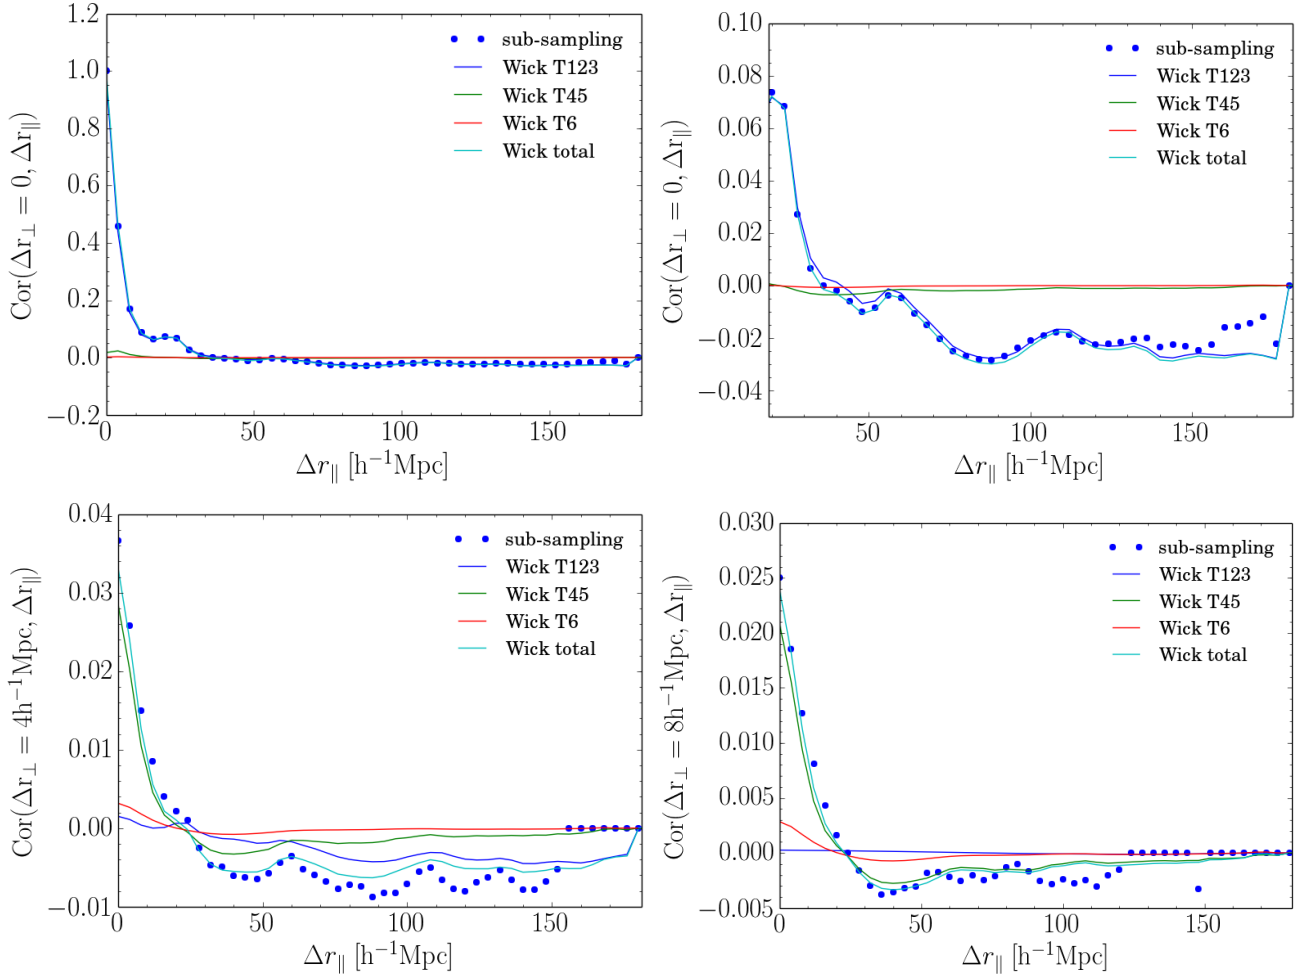 1.2
1.0
0.8
0.6
0.4
0.2
0.0
−0.2
0
50
100
150
Cor(Δr⊥ = 0, Δr∥)
Δr∥ [h⁻¹Mpc]
sub-sampling
Wick T123
Wick T45
Wick T6
Wick total
0.10
0.08
0.06
0.04
0.02
0.00
−0.02
−0.04
50
100
150
Cor(Δr⊥ = 0, Δr∥)
Δr∥ [h⁻¹Mpc]
sub-sampling
Wick T123
Wick T45
Wick T6
Wick total
0.04
0.03
0.02
0.01
0.00
−0.01
0
50
100
150
Cor(Δr⊥ = 4h⁻¹Mpc, Δr∥)
Δr∥ [h⁻¹Mpc]
sub-sampling
Wick T123
Wick T45
Wick T6
Wick total
0.030
0.025
0.020
0.015
0.010
0.005
0.000
−0.005
0
50
100
150
Cor(Δr⊥ = 8h⁻¹Mpc, Δr∥)
Δr∥ [h⁻¹Mpc]
sub-sampling
Wick T123
Wick T45
Wick T6
Wick total